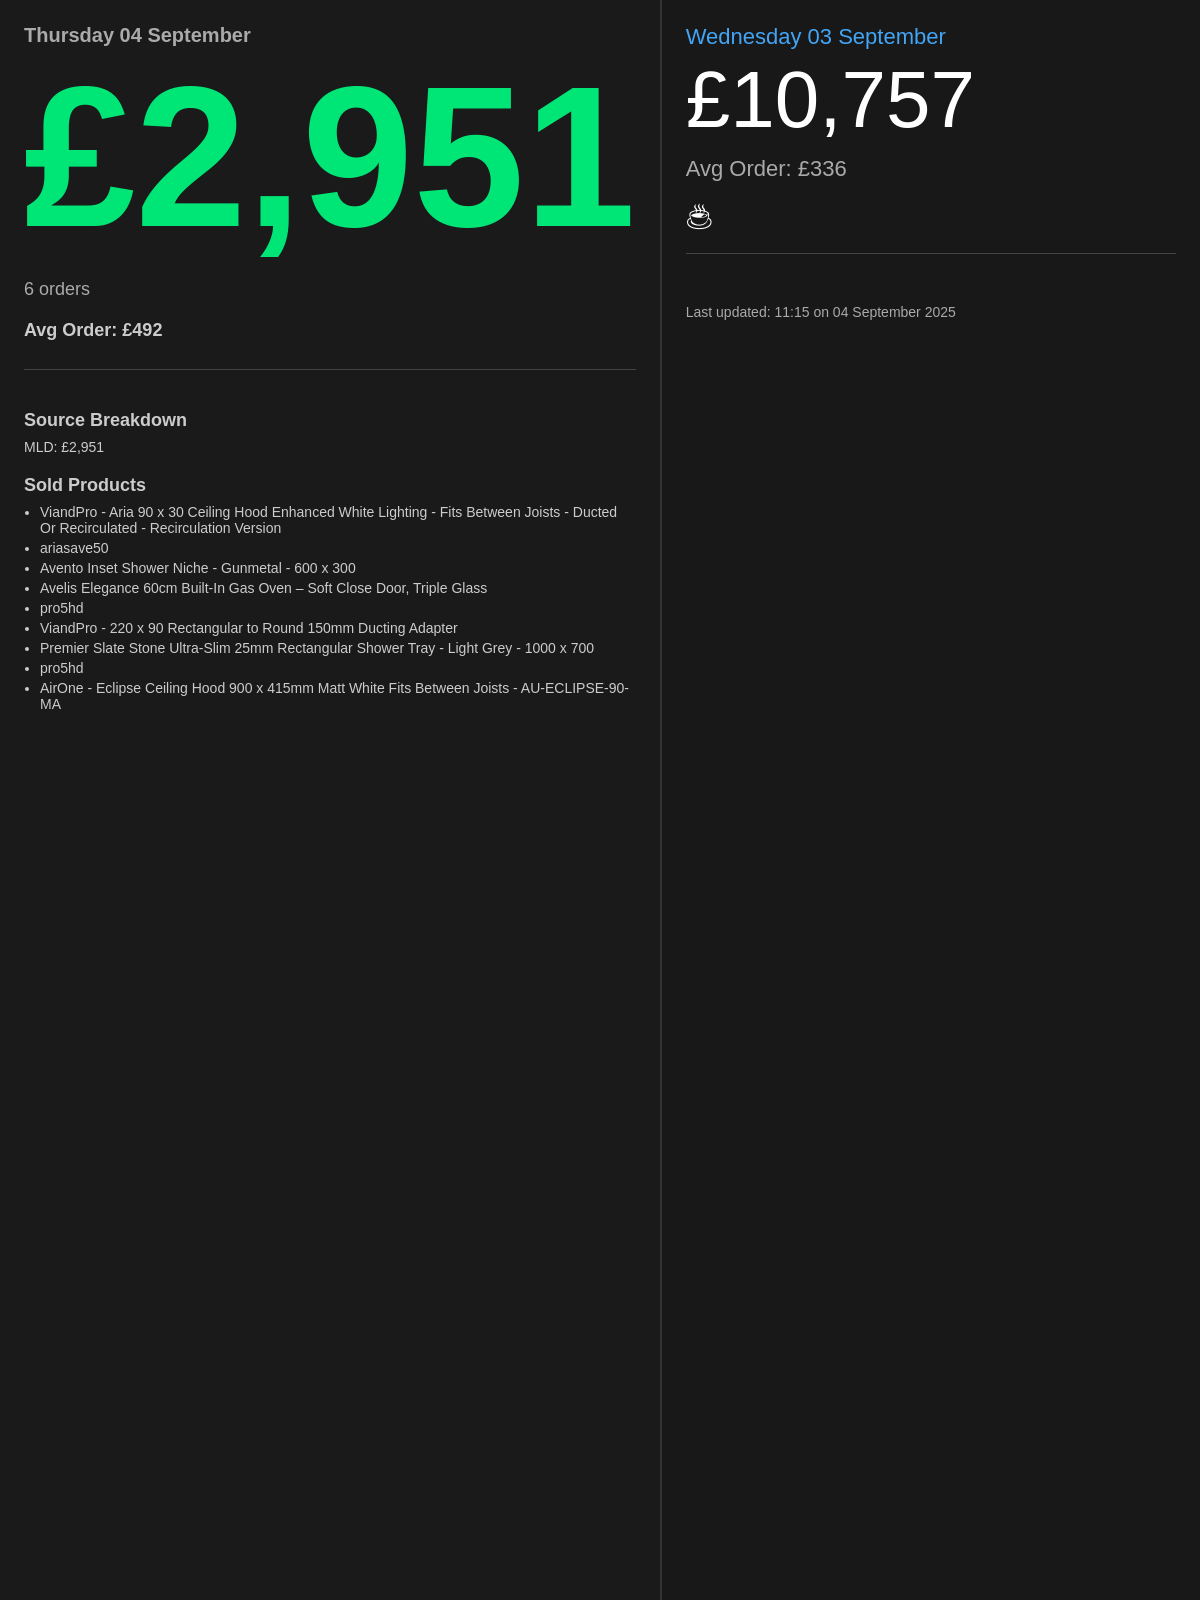 Thursday 04 September
£2,951
6 orders
Avg Order: £492
Source Breakdown
MLD: £2,951
Sold Products
• ViandPro - Aria 90 x 30 Ceiling Hood Enhanced White Lighting - Fits Between Joists - Ducted
Or Recirculated - Recirculation Version
• ariasave50
• Avento Inset Shower Niche - Gunmetal - 600 x 300
• Avelis Elegance 60cm Built-In Gas Oven – Soft Close Door, Triple Glass
• pro5hd
• ViandPro - 220 x 90 Rectangular to Round 150mm Ducting Adapter
• Premier Slate Stone Ultra-Slim 25mm Rectangular Shower Tray - Light Grey - 1000 x 700
• pro5hd
• AirOne - Eclipse Ceiling Hood 900 x 415mm Matt White Fits Between Joists - AU-ECLIPSE-90-
MA
Wednesday 03 September
£10,757
Avg Order: £336
☕
Last updated: 11:15 on 04 September 2025